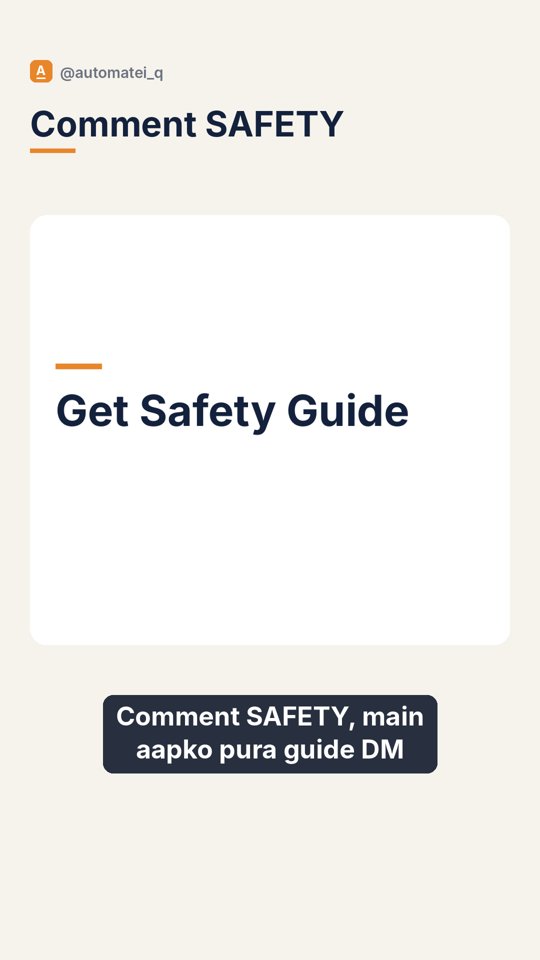 A
@automatei_q
Comment SAFETY
Get Safety Guide
Comment SAFETY, main
aapko pura guide DM